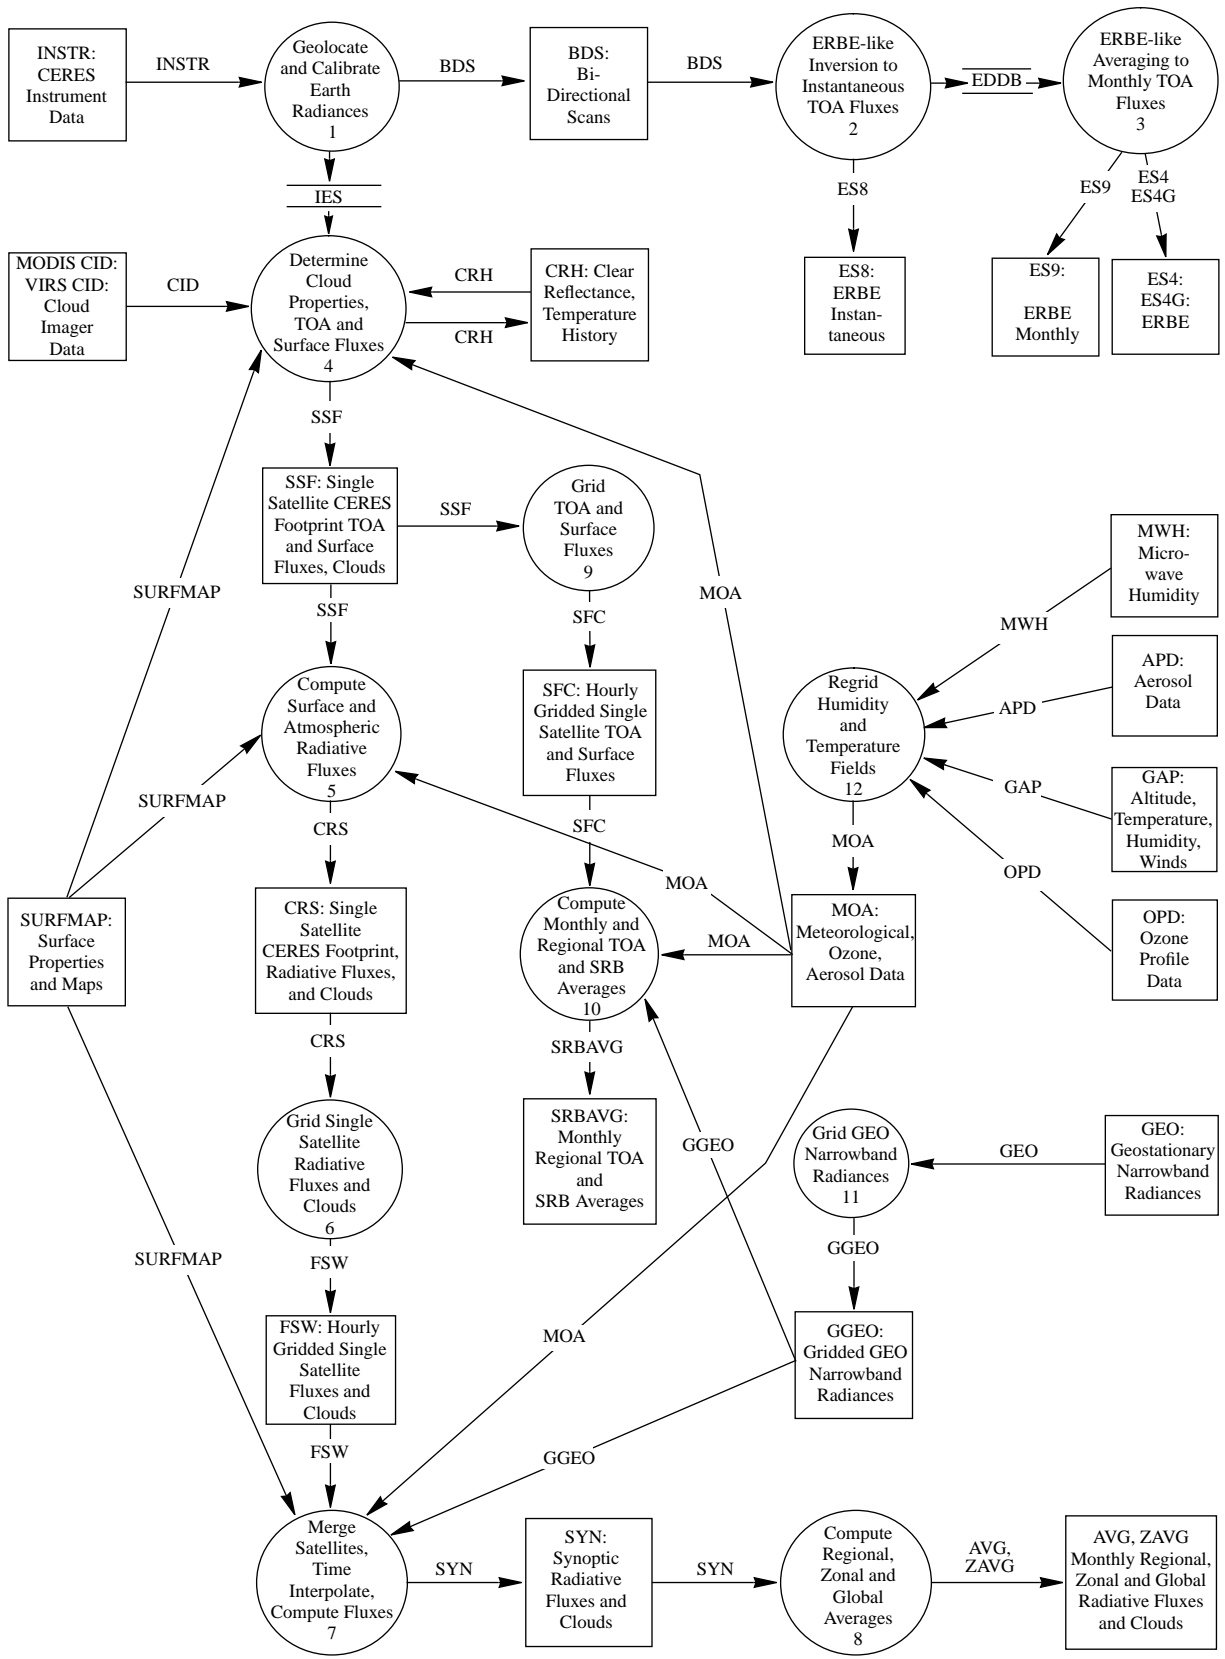 INSTR:
CERES
Instrument
Data
INSTR
Geolocate
and Calibrate
Earth
Radiances
1
BDS
BDS:
Bi-
Directional
Scans
BDS
ERBE-like
Inversion to
Instantaneous
TOA Fluxes
2
EDDB
ERBE-like
Averaging to
Monthly TOA
Fluxes
3
IES
ES8
ES9
ES4
ES4G
MODIS CID:
VIRS CID:
Cloud
Imager
Data
CID
Determine
Cloud
Properties,
TOA and
Surface Fluxes
4
CRH
CRH
CRH: Clear
Reflectance,
Temperature
History
ES8:
ERBE
Instan-
taneous
ES9:
ERBE
Monthly
ES4:
ES4G:
ERBE
SSF
SSF: Single
Satellite CERES
Footprint TOA
and Surface
Fluxes, Clouds
SSF
Grid
TOA and
Surface
Fluxes
9
SURFMAP
SSF
SFC
MOA
MWH:
Micro-
wave
Humidity
MWH
Compute
Surface and
Atmospheric
Radiative
Fluxes
5
SFC: Hourly
Gridded Single
Satellite TOA
and Surface
Fluxes
Regrid
Humidity
and
Temperature
Fields
12
APD
APD:
Aerosol
Data
SURFMAP
GAP
GAP:
Altitude,
Temperature,
Humidity,
Winds
CRS
SFC
MOA
OPD
MOA
SURFMAP:
Surface
Properties
and Maps
CRS: Single
Satellite
CERES Footprint,
Radiative Fluxes,
and Clouds
Compute
Monthly and
Regional TOA
and SRB
Averages
10
MOA
MOA:
Meteorological,
Ozone,
Aerosol Data
OPD:
Ozone
Profile
Data
CRS
SRBAVG
Grid Single
Satellite
Radiative
Fluxes and
Clouds
6
SRBAVG:
Monthly
Regional TOA
and
SRB Averages
GGEO
Grid GEO
Narrowband
Radiances
11
GEO
GEO:
Geostationary
Narrowband
Radiances
SURFMAP
FSW
GGEO
FSW: Hourly
Gridded Single
Satellite
Fluxes and
Clouds
MOA
GGEO:
Gridded GEO
Narrowband
Radiances
FSW
GGEO
Merge
Satellites,
Time
Interpolate,
Compute Fluxes
7
SYN
SYN:
Synoptic
Radiative
Fluxes and
Clouds
SYN
Compute
Regional,
Zonal and
Global
Averages
8
AVG,
ZAVG
AVG, ZAVG
Monthly Regional,
Zonal and Global
Radiative Fluxes
and Clouds